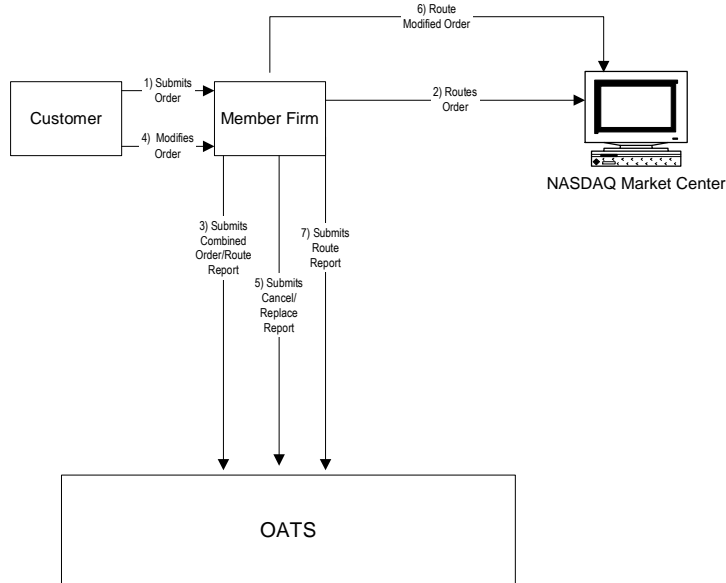 6) Route
Modified Order
1) Submits
Order
2) Routes
Order
Customer
Member Firm
4) Modifies
Order
NASDAQ Market Center
3) Submits
Combined
Order/Route
Report
7) Submits
Route
Report
5) Submits
Cancel/
Replace
Report
OATS